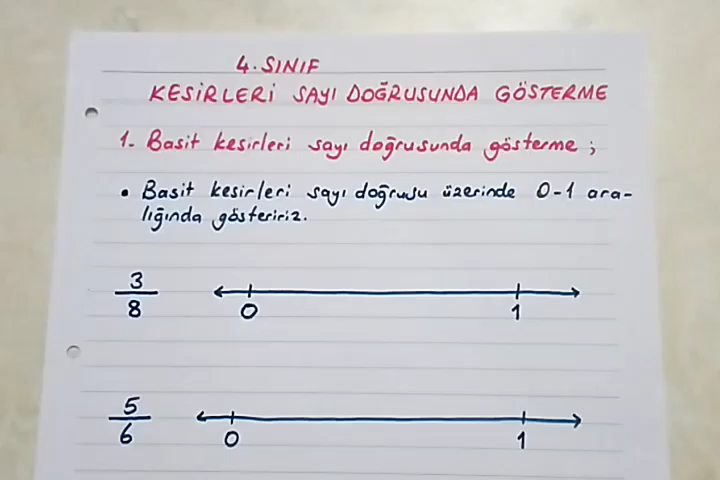 4. SINIF
KESİRLERİ SAYI DOĞRUSUNDA GÖSTERME
1- Basit kesirleri sayı doğrusunda gösterme;
• Basit kesirleri sayı doğrusu üzerinde 0-1 ara-
lığında gösteririz.
3/8
0 1
5/6
0 1